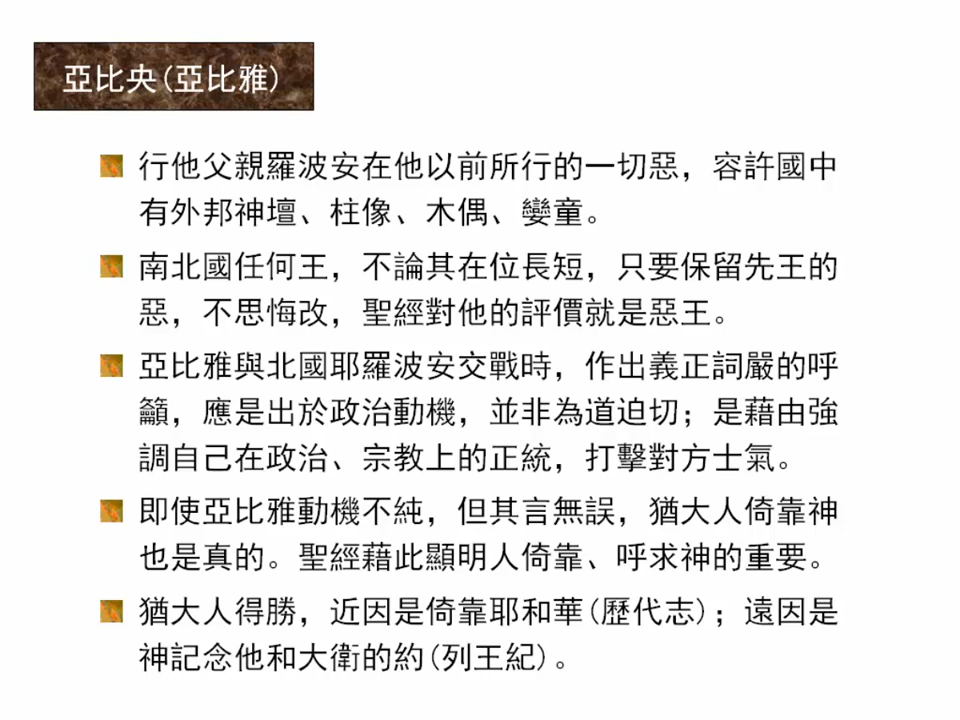 亞比央(亞比雅)
行他父親羅波安在他以前所行的一切惡，容許國中
有外邦神壇、柱像、木偶、孌童。
南北國任何王，不論其在位長短，只要保留先王的
惡，不思悔改，聖經對他的評價就是惡王。
亞比雅與北國耶羅波安交戰時，作出義正詞嚴的呼
籲，應是出於政治動機，並非為道迫切；是藉由強
調自己在政治、宗教上的正統，打擊對方士氣。
即使亞比雅動機不純，但其言無誤，猶大人倚靠神
也是真的。聖經藉此顯明人倚靠、呼求神的重要。
猶大人得勝，近因是倚靠耶和華(歷代志)；遠因是
神記念他和大衛的約(列王紀)。